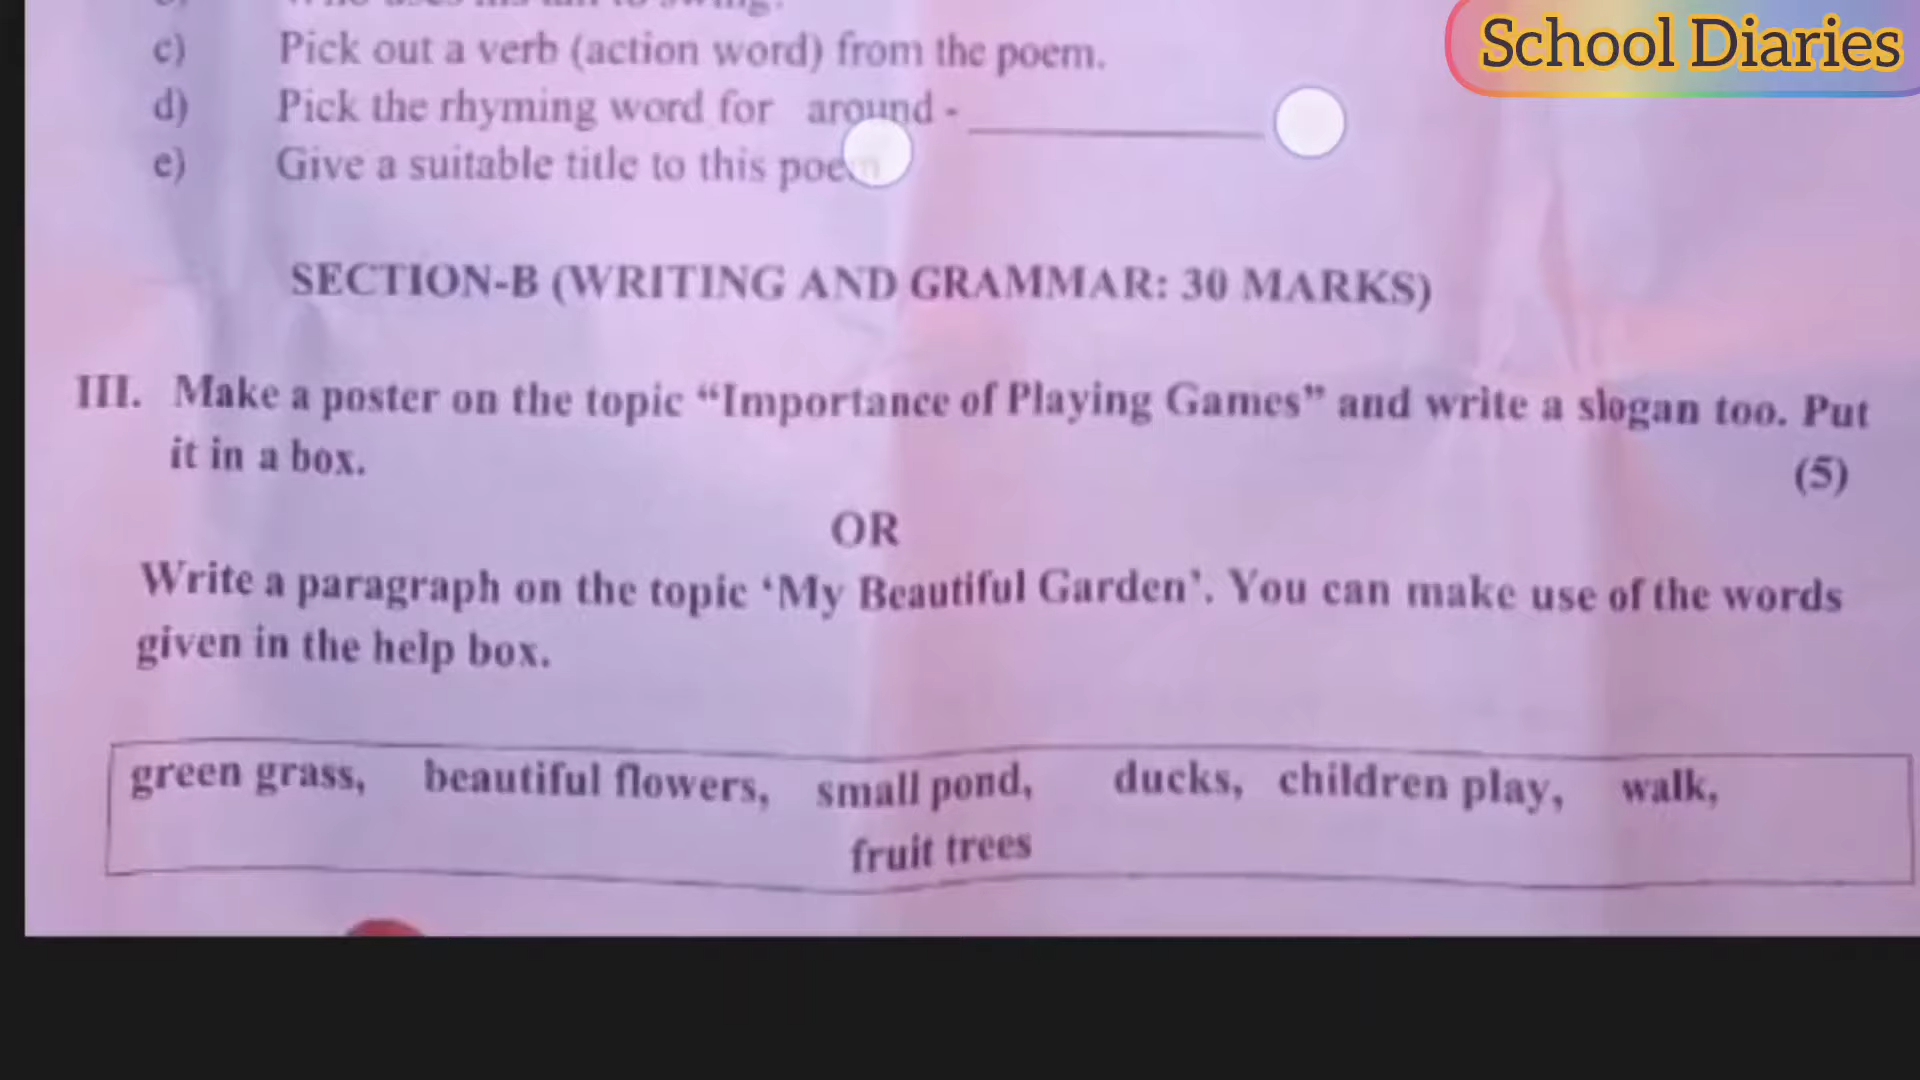 School Diaries
c) Pick out a verb (action word) from the poem.
d) Pick the rhyming word for around - ____________
e) Give a suitable title to this poem
SECTION-B (WRITING AND GRAMMAR: 30 MARKS)
III. Make a poster on the topic “Importance of Playing Games” and write a slogan too. Put
it in a box. (5)
OR
Write a paragraph on the topic ‘My Beautiful Garden’. You can make use of the words
given in the help box.
green grass, beautiful flowers, small pond, ducks, children play, walk,
fruit trees